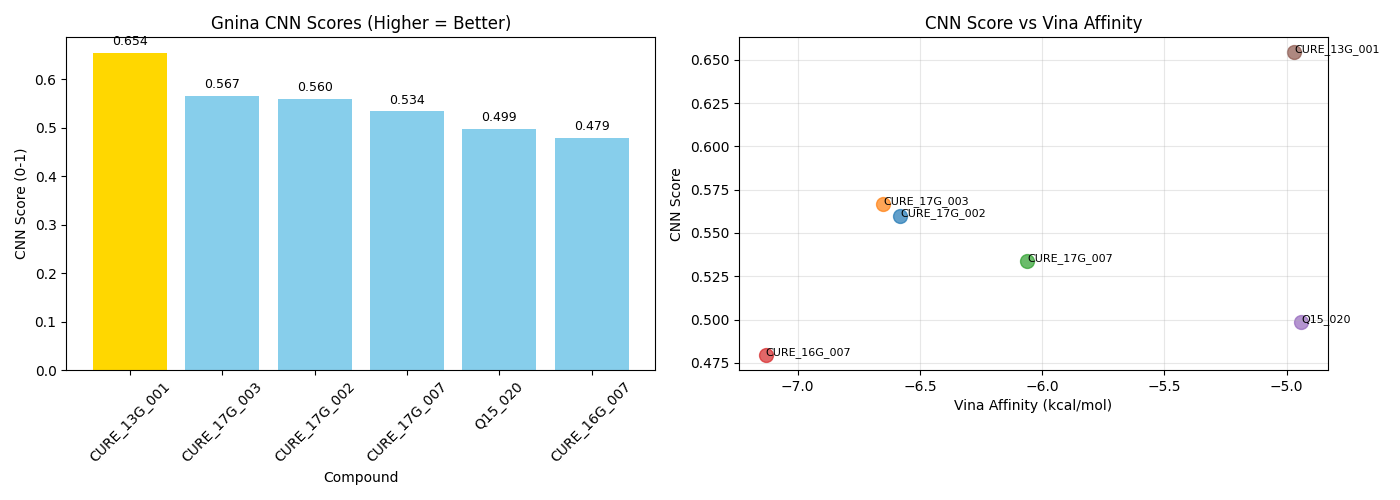 Gnina CNN Scores (Higher = Better)
CNN Score (0-1)
0.6
0.5
0.4
0.3
0.2
0.1
0.0
0.654
0.567
0.560
0.534
0.499
0.479
CURE_13G_001
CURE_17G_003
CURE_17G_002
CURE_17G_007
Q15_020
CURE_16G_007
Compound
CNN Score vs Vina Affinity
CNN Score
0.650
0.625
0.600
0.575
0.550
0.525
0.500
0.475
CURE_13G_001
CURE_17G_003
CURE_17G_002
CURE_17G_007
Q15_020
CURE_16G_007
−7.0 −6.5 −6.0 −5.5 −5.0
Vina Affinity (kcal/mol)